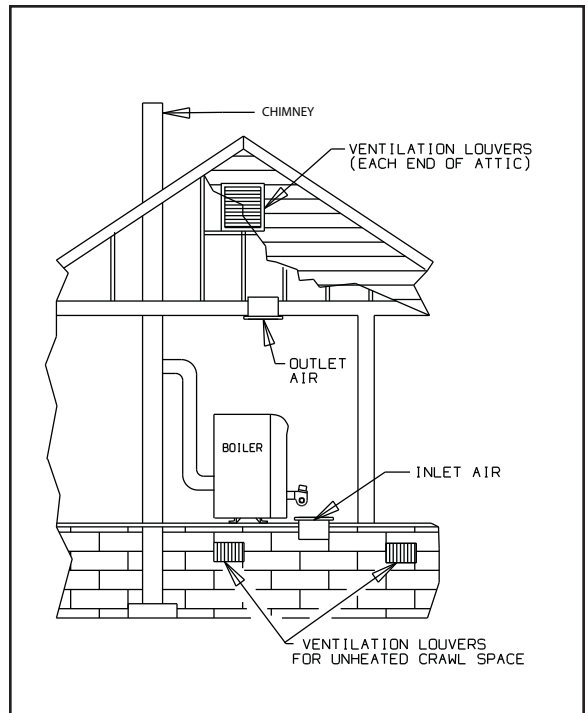 CHIMNEY
VENTILATION LOUVERS
(EACH END OF ATTIC)
OUTLET
AIR
BOILER
INLET AIR
VENTILATION LOUVERS
FOR UNHEATED CRAWL SPACE